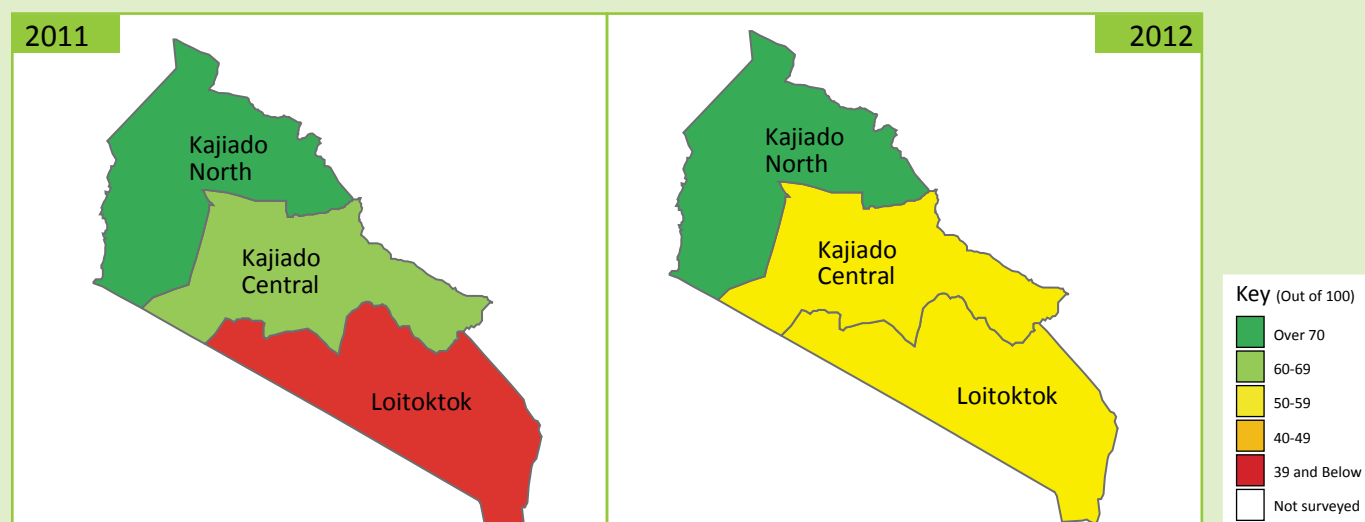 2011
Kajiado
North
Kajiado
Central
Loitoktok
2012
Kajiado
North
Kajiado
Central
Loitoktok
Key (Out of 100)
Over 70
60-69
50-59
40-49
39 and Below
Not surveyed